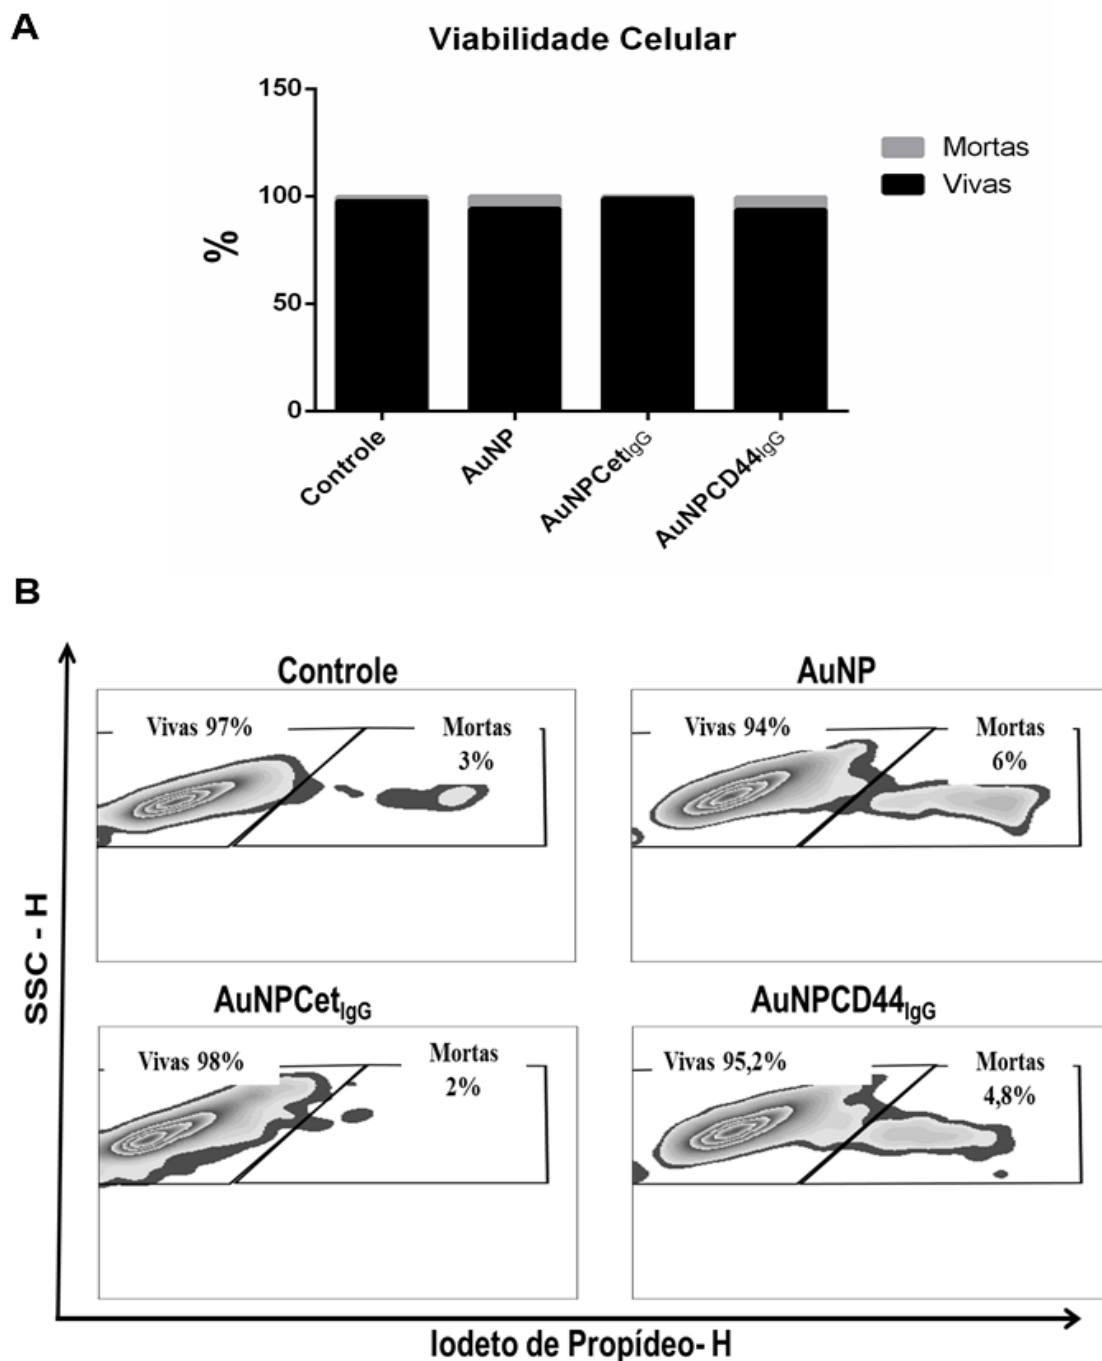 A
Viabilidade Celular
150
100
50
0
%
Mortas
Vivas
Controle
AuNP
AuNPCetIgG
AuNPCD44IgG
B
Controle
Vivas 97%
Mortas
3%
AuNP
Vivas 94%
Mortas
6%
AuNPCetIgG
Vivas 98%
Mortas
2%
AuNPCD44IgG
Vivas 95,2%
Mortas
4,8%
SSC - H
Iodeto de Propídeo- H